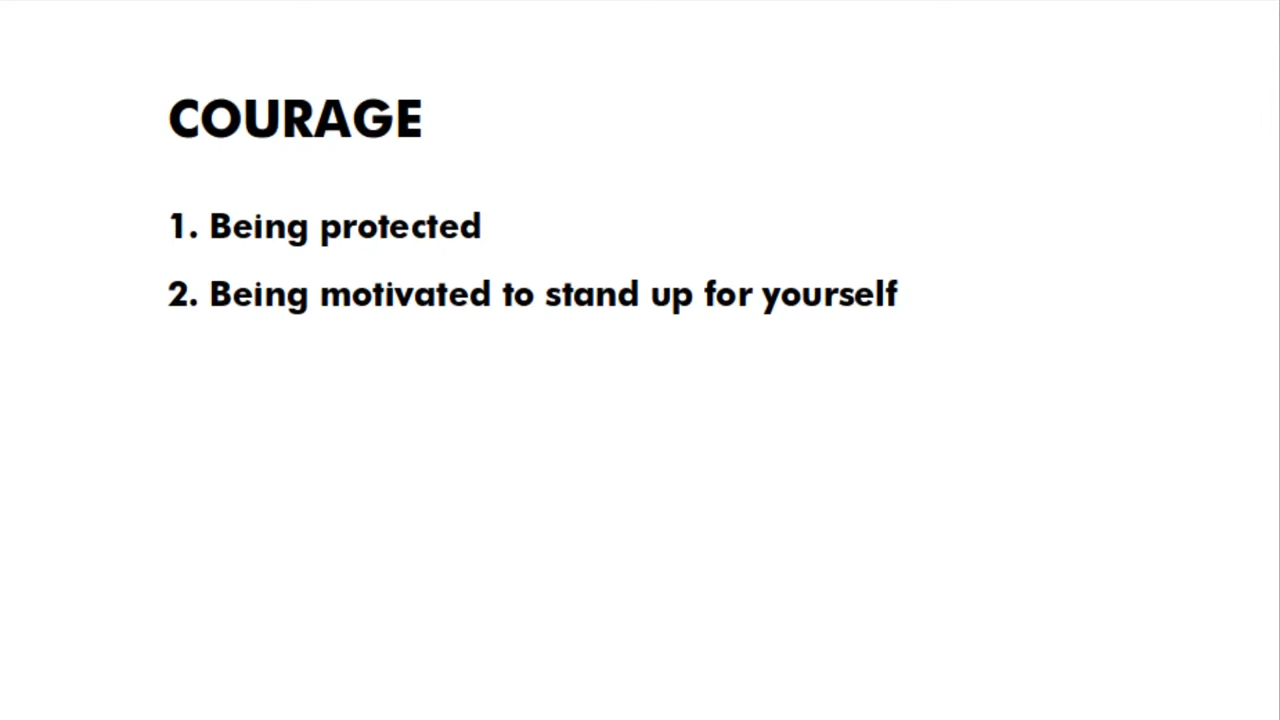 COURAGE
1. Being protected
2. Being motivated to stand up for yourself